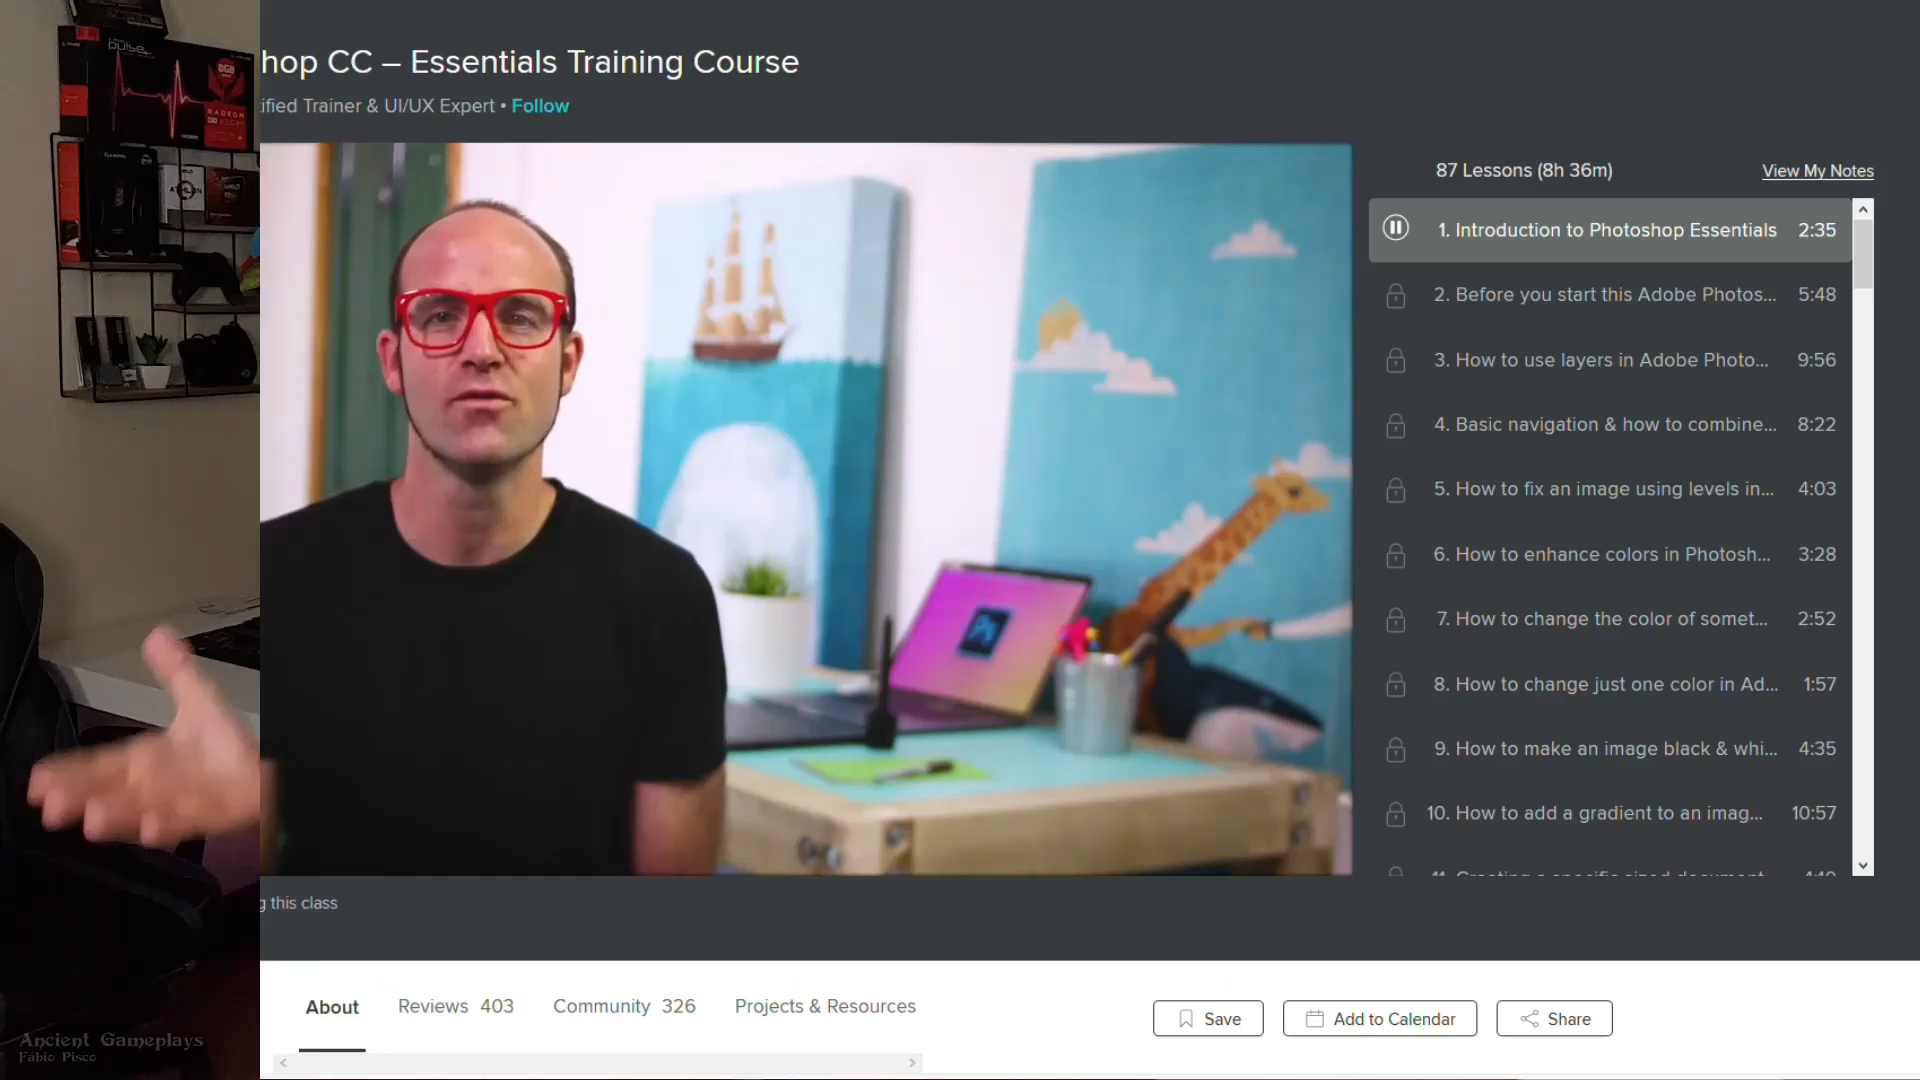 hop CC – Essentials Training Course
ified Trainer & UI/UX Expert • Follow
87 Lessons (8h 36m)
View My Notes
1. Introduction to Photoshop Essentials 2:35
2. Before you start this Adobe Photos... 5:48
3. How to use layers in Adobe Photo... 9:56
4. Basic navigation & how to combine... 8:22
5. How to fix an image using levels in... 4:03
6. How to enhance colors in Photosh... 3:28
7. How to change the color of somet... 2:52
8. How to change just one color in Ad... 1:57
9. How to make an image black & whi... 4:35
10. How to add a gradient to an imag... 10:57
g this class
About
Reviews 403
Community 326
Projects & Resources
Save
Add to Calendar
Share
Ancient Gameplays
Fábio Pisco
PULSE
8GB
RADEON
ATHLON
Ps